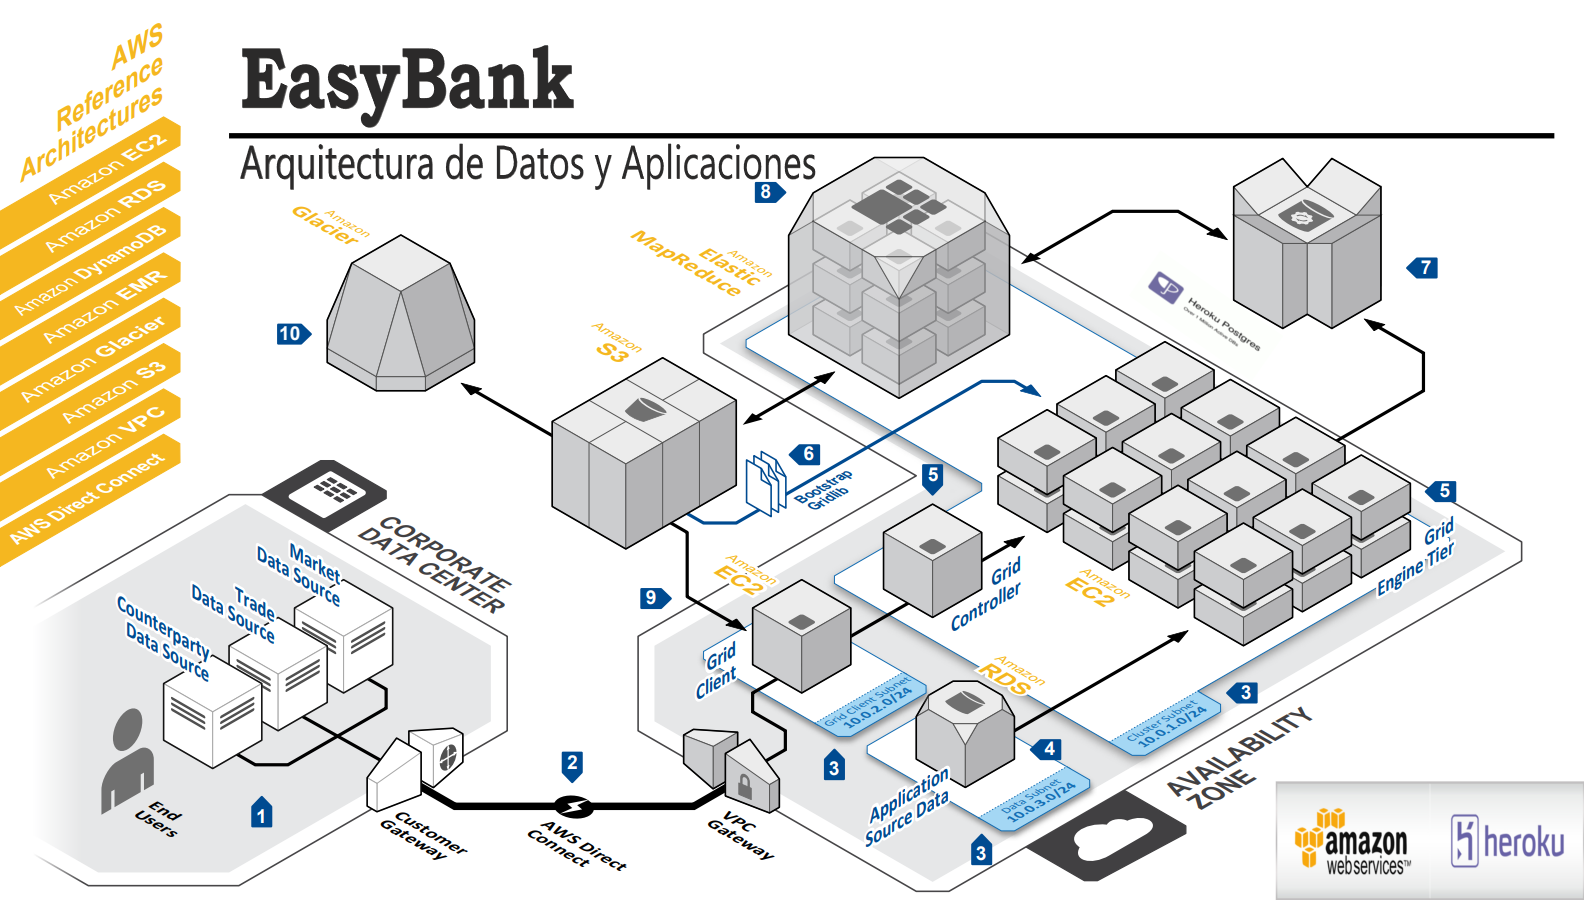 AWS
Reference
Architectures
Amazon EC2
Amazon RDS
Amazon DynamoDB
Amazon EMR
Amazon Glacier
Amazon S3
Amazon VPC
AWS Direct Connect
EasyBank
Arquitectura de Datos y Aplicaciones
8
Amazon
Glacier
10
Amazon
Elastic
MapReduce
7
Heroku Postgres
Amazon
S3
6
Bootstrap
Gridlib
5
5
Grid
Engine Tier
CORPORATE
DATA CENTER
Market
Data Source
Trade
Data Source
Counterparty
Data Source
End
Users
1
Customer
Gateway
2
AWS Direct
Connect
9
Amazon
EC2
Grid
Client
Grid
Controller
Amazon
EC2
Amazon
RDS
Grid Client Subnet
10.0.2.0/24
3
Cluster Subnet
10.0.1.0/24
3
4
Application
Source Data
Data Subnet
10.0.3.0/24
3
VPC
Gateway
AVAILABILITY
ZONE
amazon
webservices™
heroku